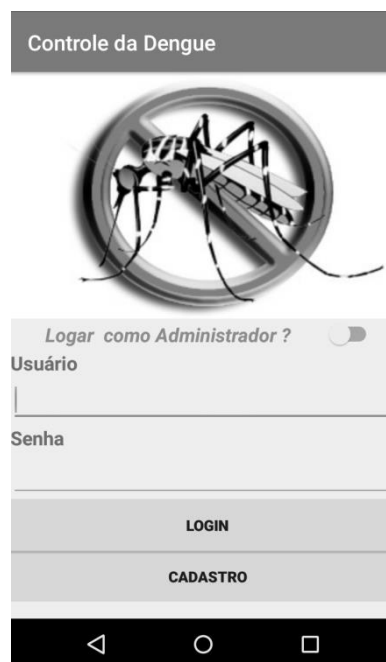 Controle da Dengue
Logar como Administrador ?
Usuário
Senha
LOGIN
CADASTRO